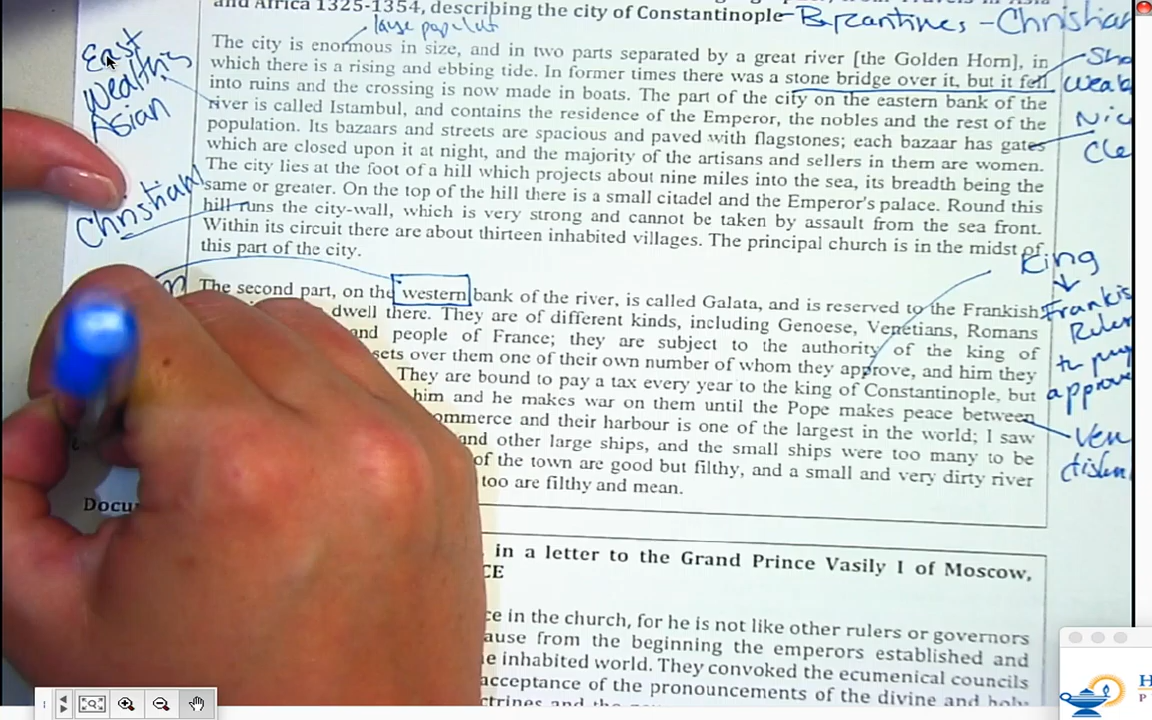 and Africa 1325-1354, describing the city of Constantinople - Byzantines - Christian
large populat
East
Wealthy
Asian
Christian
The city is enormous in size, and in two parts separated by a great river [the Golden Horn], in
which there is a rising and ebbing tide. In former times there was a stone bridge over it, but it fell
into ruins and the crossing is now made in boats. The part of the city on the eastern bank of the
river is called Istambul, and contains the residence of the Emperor, the nobles and the rest of the
population. Its bazaars and streets are spacious and paved with flagstones; each bazaar has gates
which are closed upon it at night, and the majority of the artisans and sellers in them are women.
The city lies at the foot of a hill which projects about nine miles into the sea, its breadth being the
same or greater. On the top of the hill there is a small citadel and the Emperor's palace. Round this
hill runs the city-wall, which is very strong and cannot be taken by assault from the sea front.
Within its circuit there are about thirteen inhabited villages. The principal church is in the midst of
this part of the city.
Sho
Weak
Nic
Cle
The second part, on the western bank of the river, is called Galata, and is reserved to the Frankish
dwell there. They are of different kinds, including Genoese, Venetians, Romans
and people of France; they are subject to the authority of the king of
sets over them one of their own number of whom they approve, and him they
They are bound to pay a tax every year to the king of Constantinople, but
him and he makes war on them until the Pope makes peace between
ommerce and their harbour is one of the largest in the world; I saw
and other large ships, and the small ships were too many to be
of the town are good but filthy, and a small and very dirty river
too are filthy and mean.
King
Frankis
Ruler
approve
Ven
Docu
in a letter to the Grand Prince Vasily I of Moscow,
CE
ce in the church, for he is not like other rulers or governors
ause from the beginning the emperors established and
e inhabited world. They convoked the ecumenical councils
acceptance of the pronouncements of the divine and holy
ctrines and the
H
P